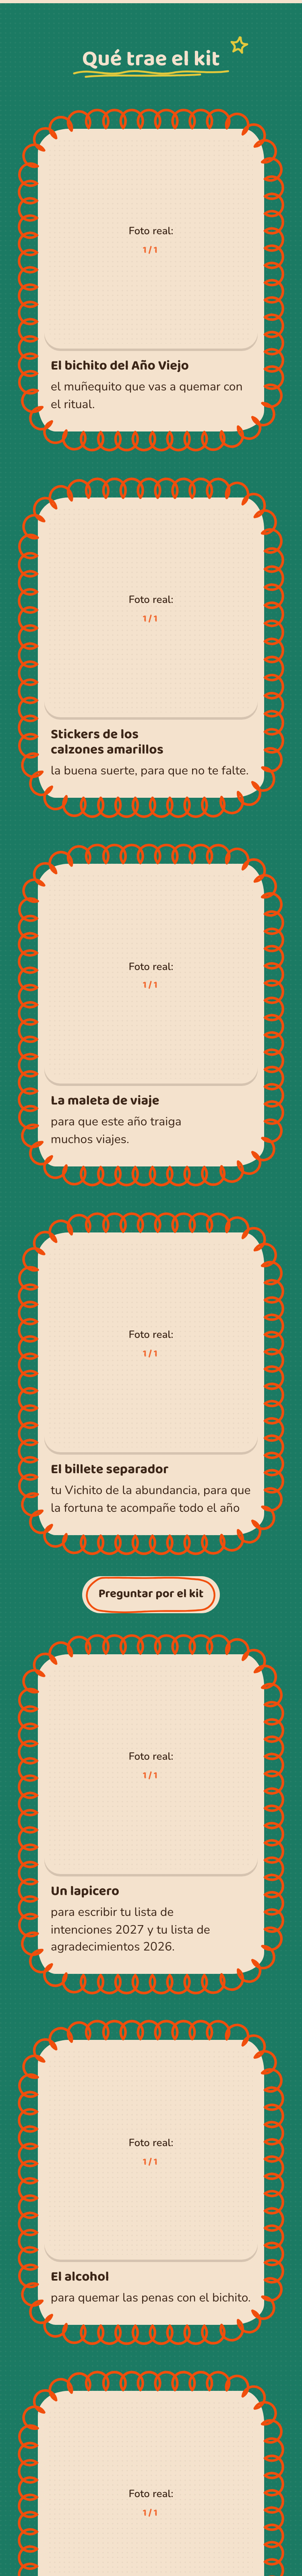 Qué trae el kit
Foto real:
1/1
El bichito del Año Viejo
el muñequito que vas a quemar con
el ritual.
Foto real:
1/1
Stickers de los
calzones amarillos
la buena suerte, para que no te falte.
Foto real:
1/1
La maleta de viaje
para que este año traiga
muchos viajes.
Foto real:
1/1
El billete separador
tu Vichito de la abundancia, para que
la fortuna te acompañe todo el año
Preguntar por el kit
Foto real:
1/1
Un lapicero
para escribir tu lista de
intenciones 2027 y tu lista de
agradecimientos 2026.
Foto real:
1/1
El alcohol
para quemar las penas con el bichito.
Foto real:
1/1